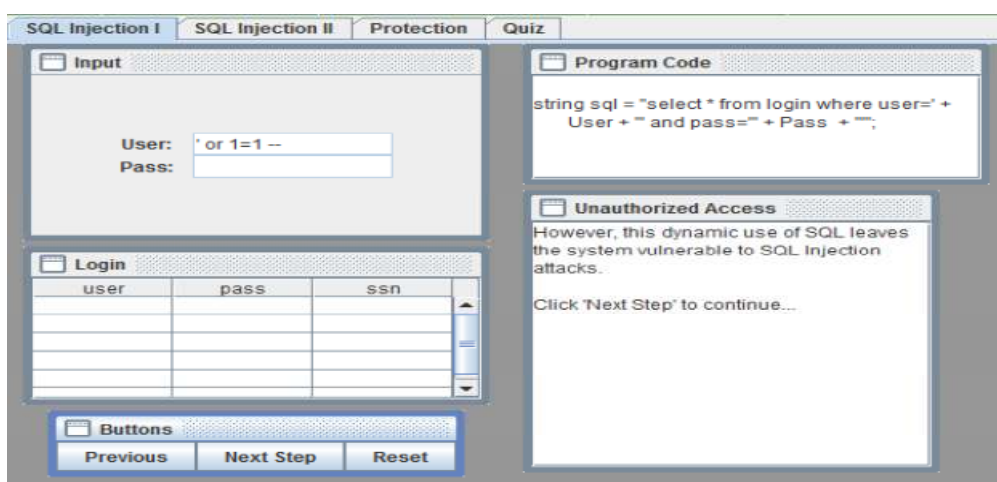 SQL Injection I SQL Injection II Protection Quiz
Input
User: ' or 1=1 --
Pass:
Login
user pass ssn
Buttons
Previous Next Step Reset
Program Code
string sql = "select * from login where user=' +
User + '" and pass='" + Pass + "'";
Unauthorized Access
However, this dynamic use of SQL leaves
the system vulnerable to SQL Injection
attacks.
Click 'Next Step' to continue...